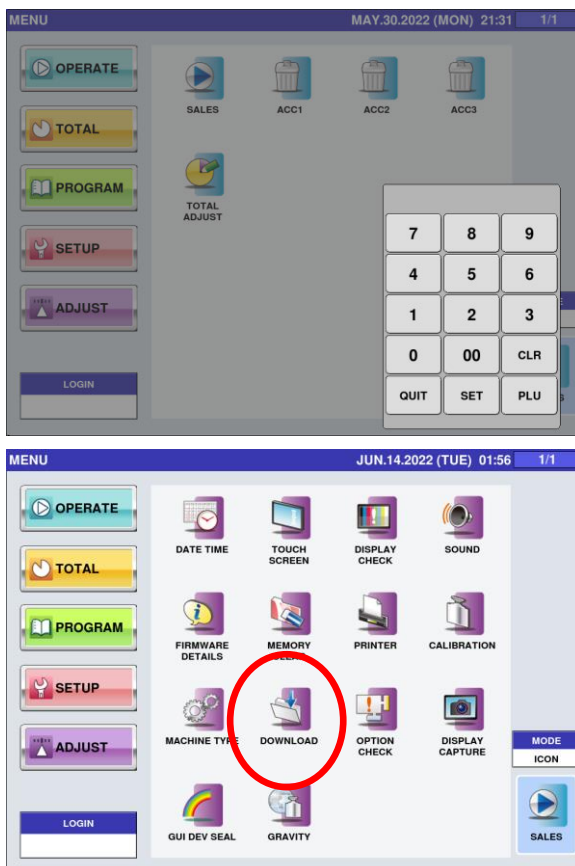 MENU MAY.30.2022 (MON) 21:31 1/1
OPERATE
TOTAL
PROGRAM
SETUP
ADJUST
LOGIN
SALES ACC1 ACC2 ACC3
TOTAL
ADJUST
7 8 9
4 5 6
1 2 3
0 00 CLR
QUIT SET PLU
MENU JUN.14.2022 (TUE) 01:56 1/1
OPERATE
TOTAL
PROGRAM
SETUP
ADJUST
LOGIN
DATE TIME TOUCH SCREEN DISPLAY CHECK SOUND
FIRMWARE DETAILS MEMORY PRINTER CALIBRATION
MACHINE TYPE DOWNLOAD OPTION CHECK DISPLAY CAPTURE
GUI DEV SEAL GRAVITY
MODE
ICON
SALES